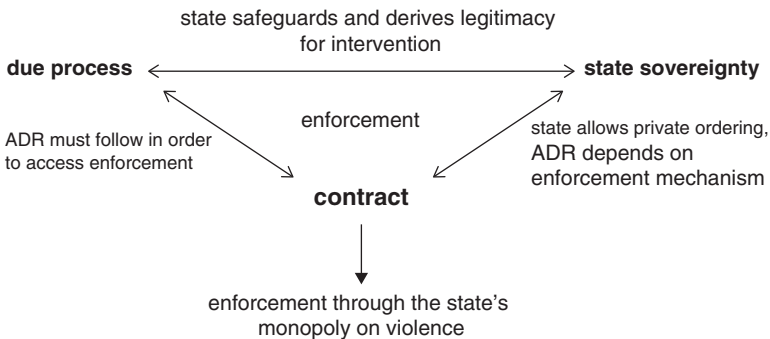 state safeguards and derives legitimacy
for intervention
due process
state sovereignty
enforcement
ADR must follow in order
to access enforcement
state allows private ordering,
ADR depends on
enforcement mechanism
contract
enforcement through the state's
monopoly on violence